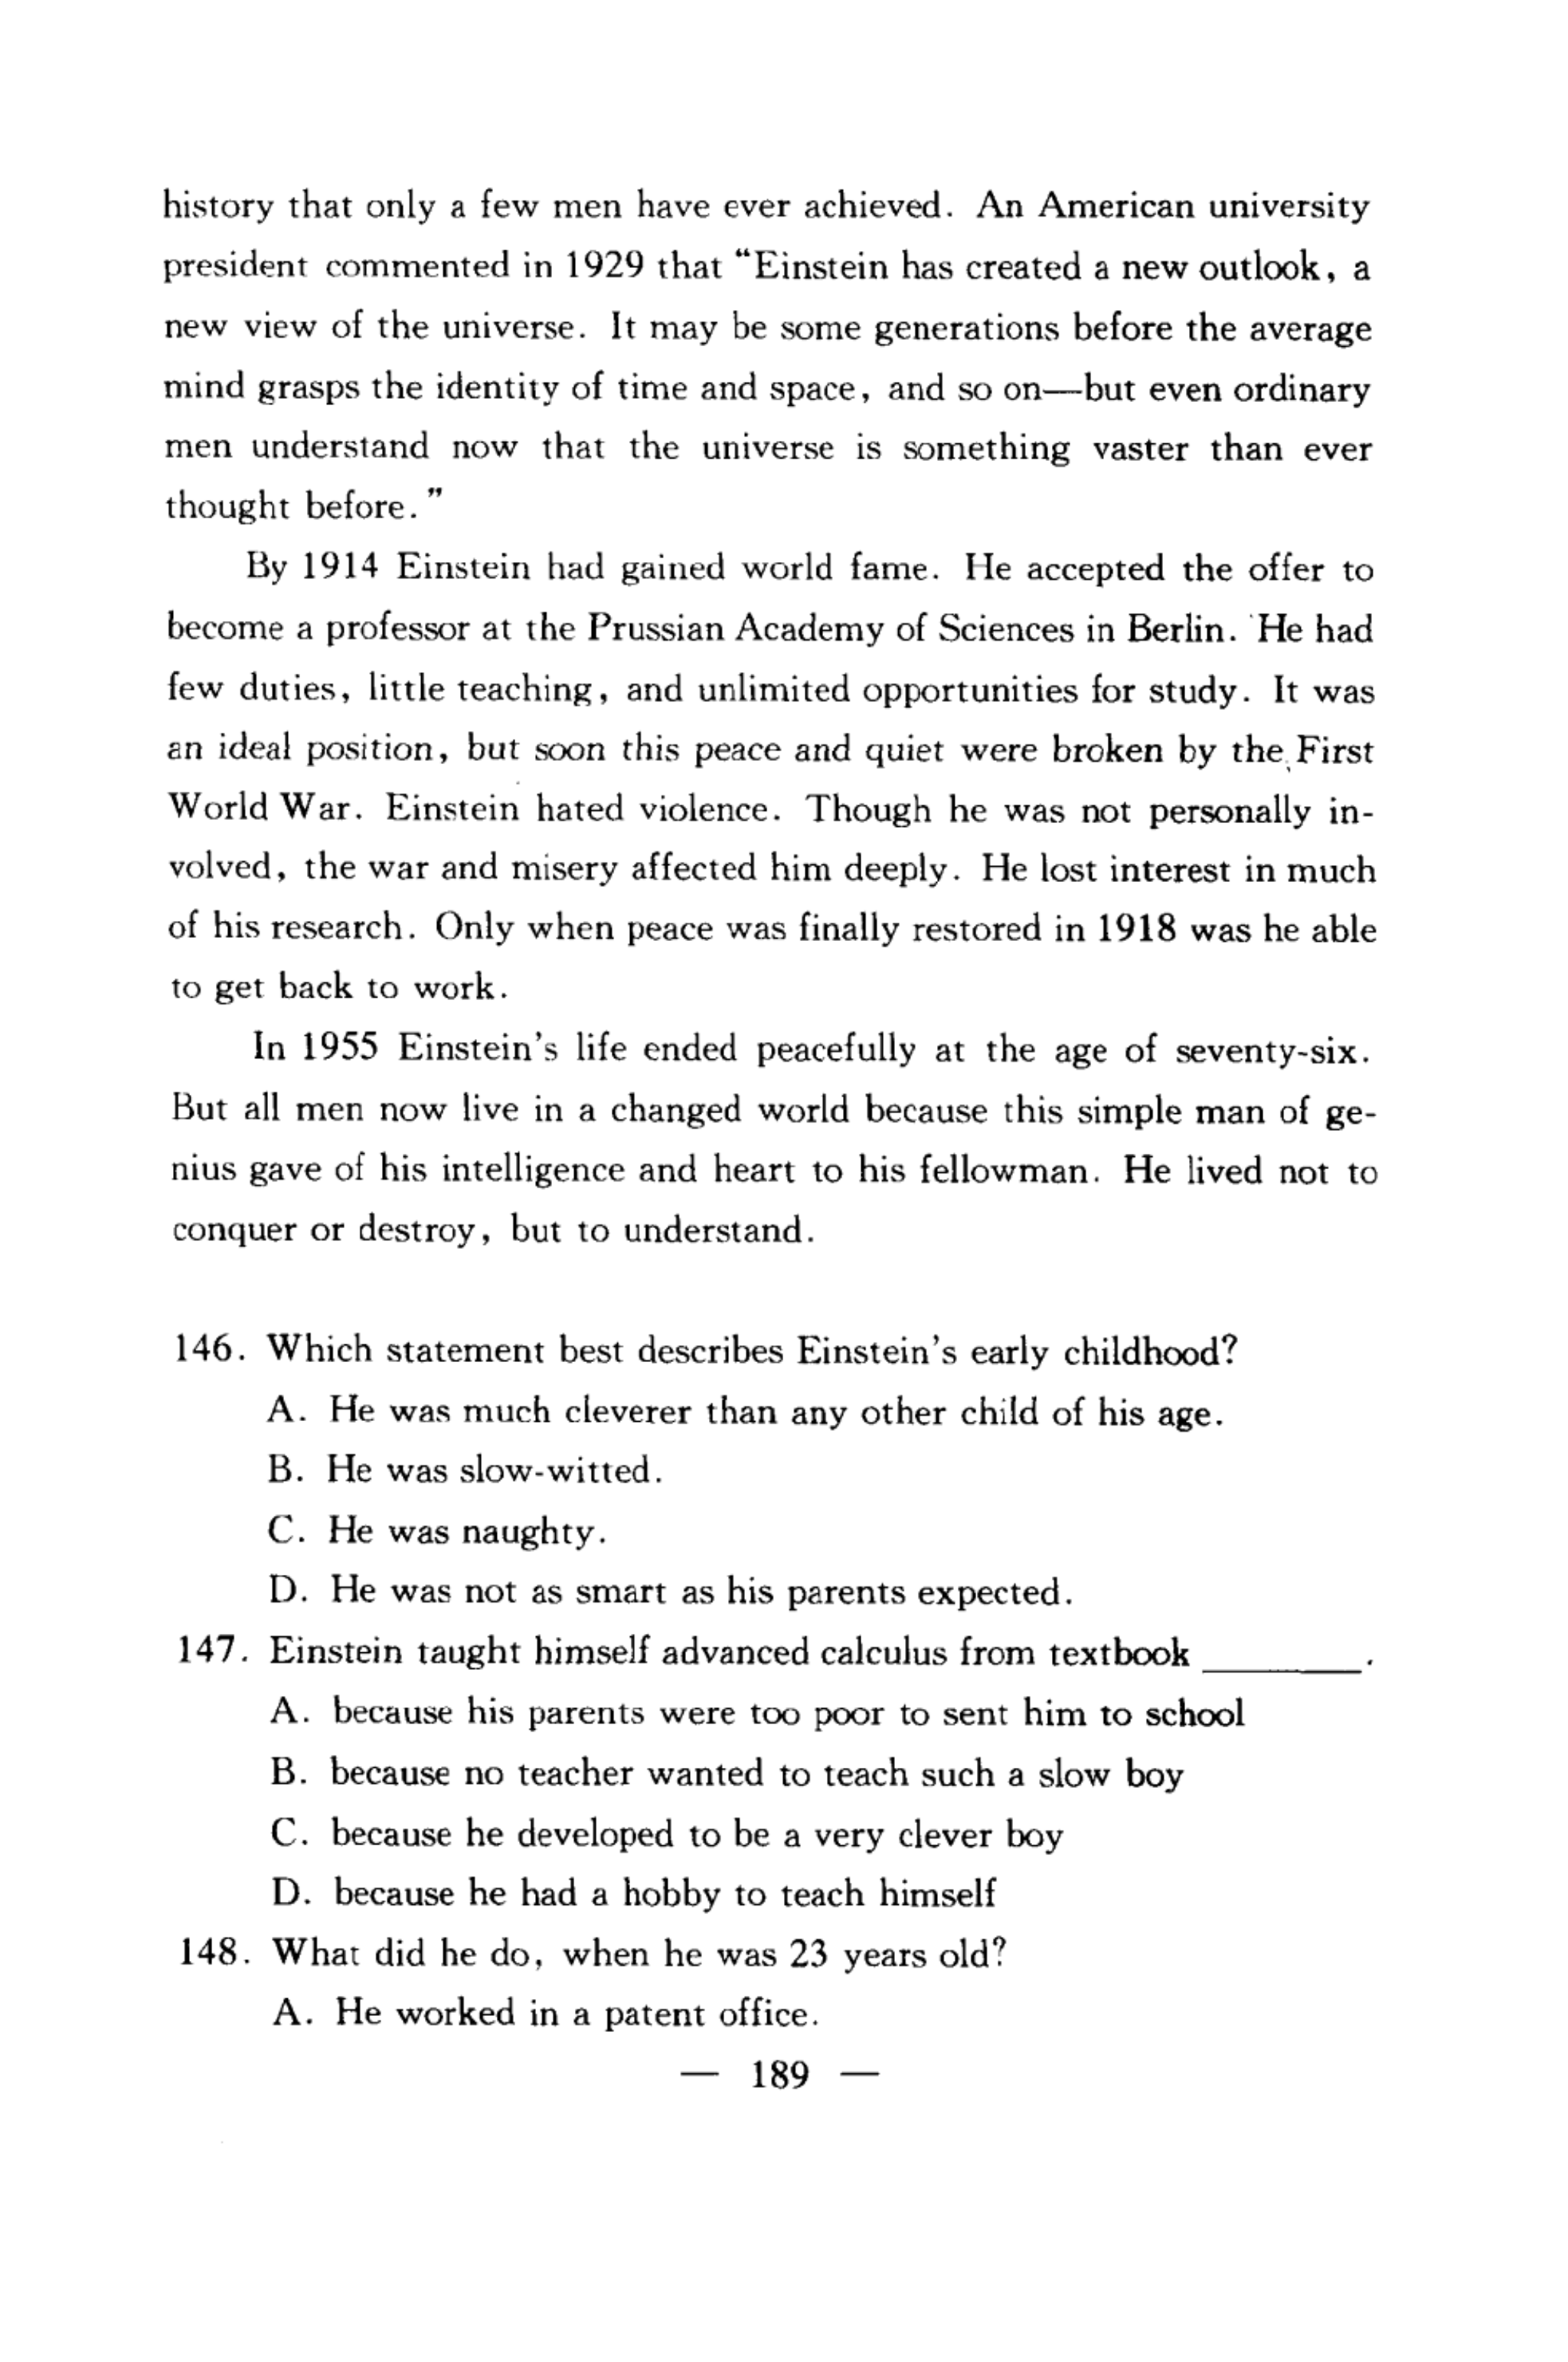 history that only a few men have ever achieved. An American university
president commented in 1929 that “Einstein has created a new outlook, a
new view of the universe. It may be some generations before the average
mind grasps the identity of time and space, and so on—but even ordinary
men understand now that the universe is something vaster than ever
thought before.”
By 1914 Einstein had gained world fame. He accepted the offer to
become a professor at the Prussian Academy of Sciences in Berlin. He had
few duties, little teaching, and unlimited opportunities for study. It was
an ideal position, but soon this peace and quiet were broken by the First
World War. Einstein hated violence. Though he was not personally in-
volved, the war and misery affected him deeply. He lost interest in much
of his research. Only when peace was finally restored in 1918 was he able
to get back to work.
In 1955 Einstein’s life ended peacefully at the age of seventy-six.
But all men now live in a changed world because this simple man of ge-
nius gave of his intelligence and heart to his fellowman. He lived not to
conquer or destroy, but to understand.
146. Which statement best describes Einstein’s early childhood?
A. He was much cleverer than any other child of his age.
B. He was slow-witted.
C. He was naughty.
D. He was not as smart as his parents expected.
147. Einstein taught himself advanced calculus from textbook ________.
A. because his parents were too poor to sent him to school
B. because no teacher wanted to teach such a slow boy
C. because he developed to be a very clever boy
D. because he had a hobby to teach himself
148. What did he do, when he was 23 years old?
A. He worked in a patent office.
— 189 —